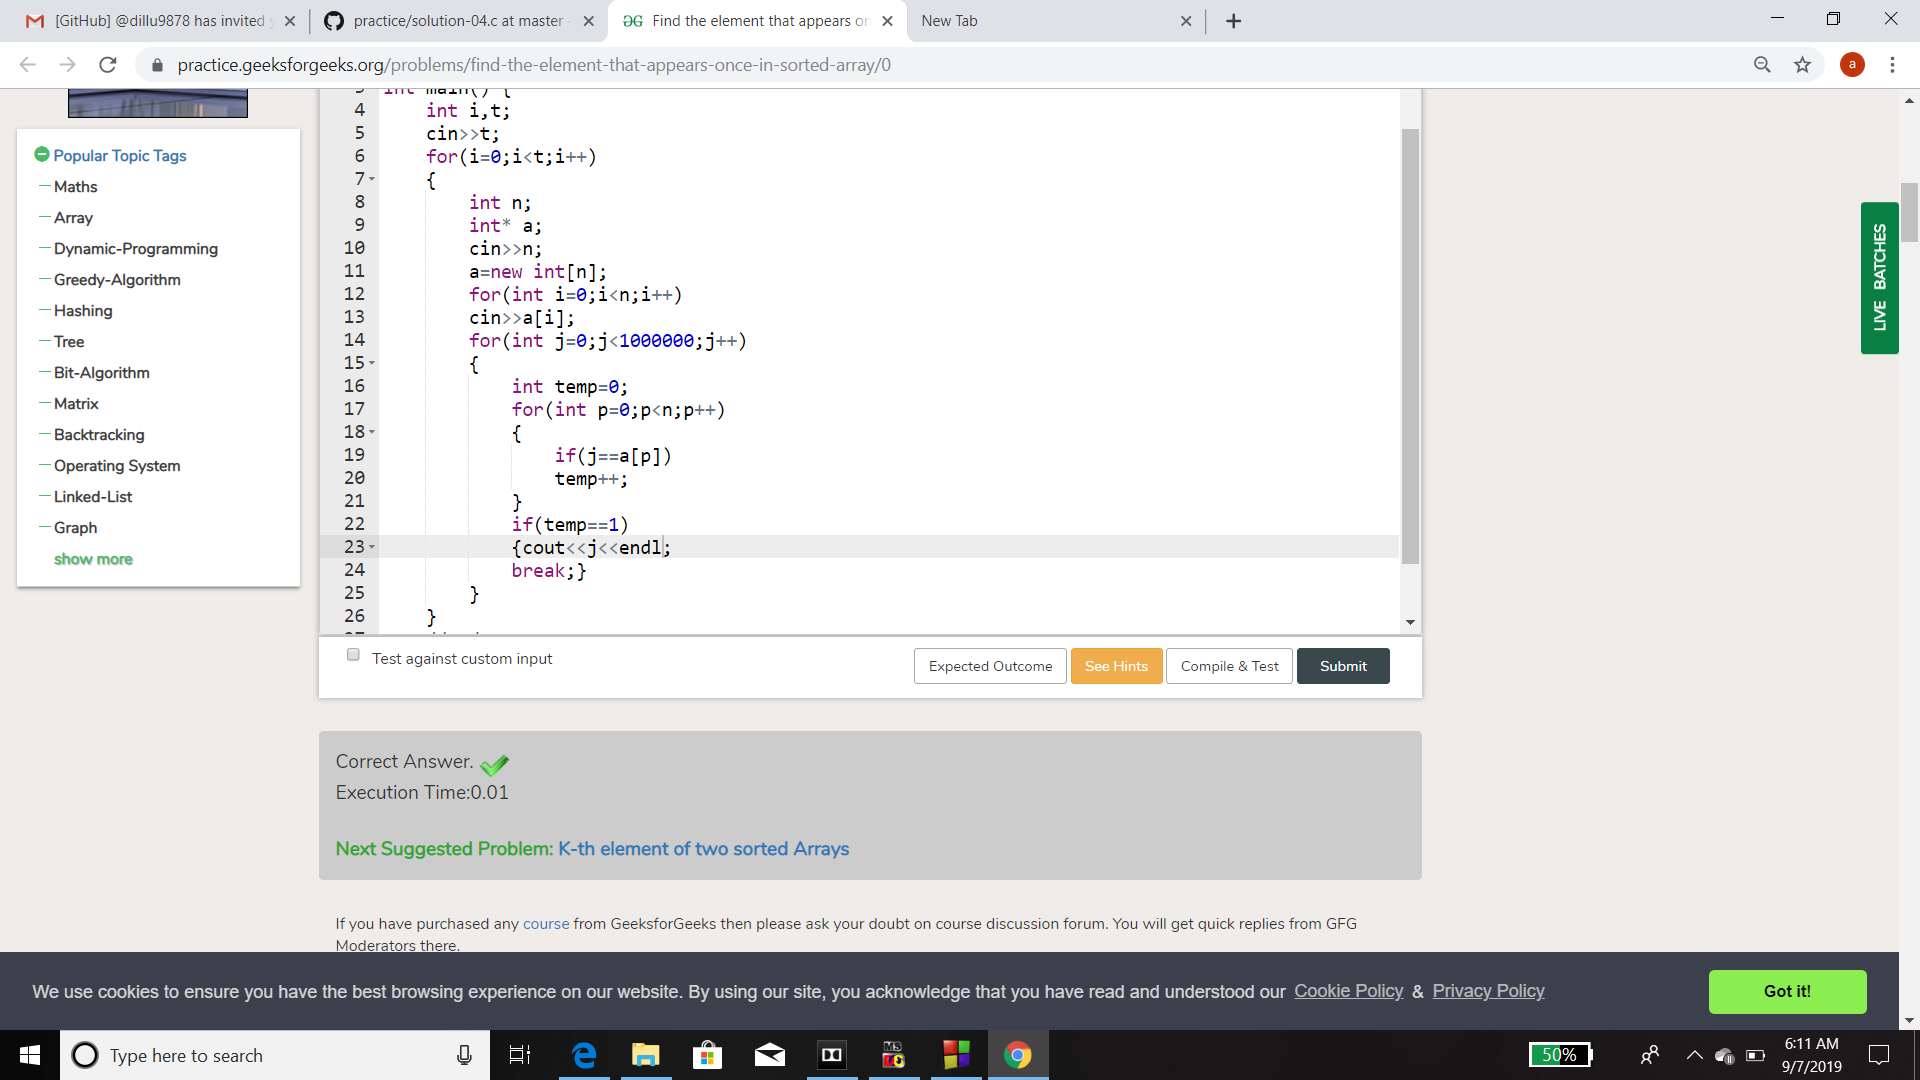 [GitHub] @dillu9878 has invited
practice/solution-04.c at master
Find the element that appears on
New Tab
practice.geeksforgeeks.org/problems/find-the-element-that-appears-once-in-sorted-array/0
a
Popular Topic Tags
Maths
Array
Dynamic-Programming
Greedy-Algorithm
Hashing
Tree
Bit-Algorithm
Matrix
Backtracking
Operating System
Linked-List
Graph
show more
3 int main() {
4 int i,t;
5 cin>>t;
6 for(i=0;i<t;i++)
7 {
8 int n;
9 int* a;
10 cin>>n;
11 a=new int[n];
12 for(int i=0;i<n;i++)
13 cin>>a[i];
14 for(int j=0;j<1000000;j++)
15 {
16 int temp=0;
17 for(int p=0;p<n;p++)
18 {
19 if(j==a[p])
20 temp++;
21 }
22 if(temp==1)
23 {cout<<j<<endl;
24 break;}
25 }
26 }
LIVE BATCHES
Test against custom input
Expected Outcome
See Hints
Compile & Test
Submit
Correct Answer.
Execution Time:0.01
Next Suggested Problem: K-th element of two sorted Arrays
If you have purchased any course from GeeksforGeeks then please ask your doubt on course discussion forum. You will get quick replies from GFG
Moderators there.
We use cookies to ensure you have the best browsing experience on our website. By using our site, you acknowledge that you have read and understood our Cookie Policy & Privacy Policy
Got it!
Type here to search
50%
6:11 AM
9/7/2019